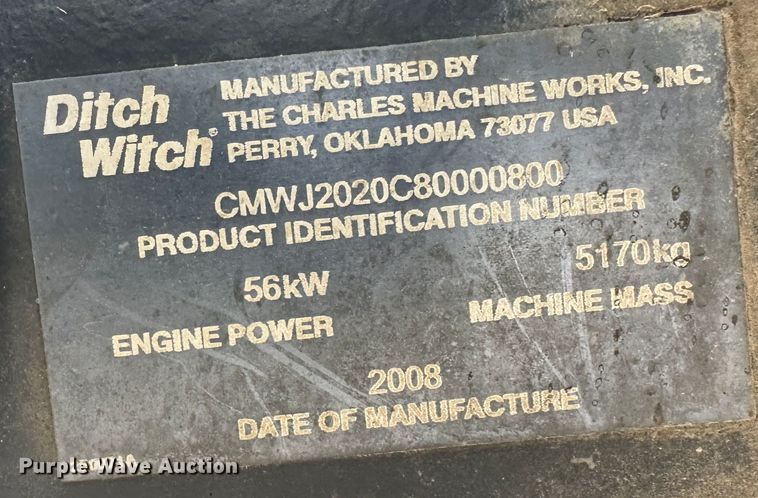 Ditch
Witch®
MANUFACTURED BY
THE CHARLES MACHINE WORKS, INC.
PERRY, OKLAHOMA 73077 USA
CMWJ2020C80000800
PRODUCT IDENTIFICATION NUMBER
56kW
ENGINE POWER
5170kg
MACHINE MASS
2008
DATE OF MANUFACTURE
Purple Wave Auction